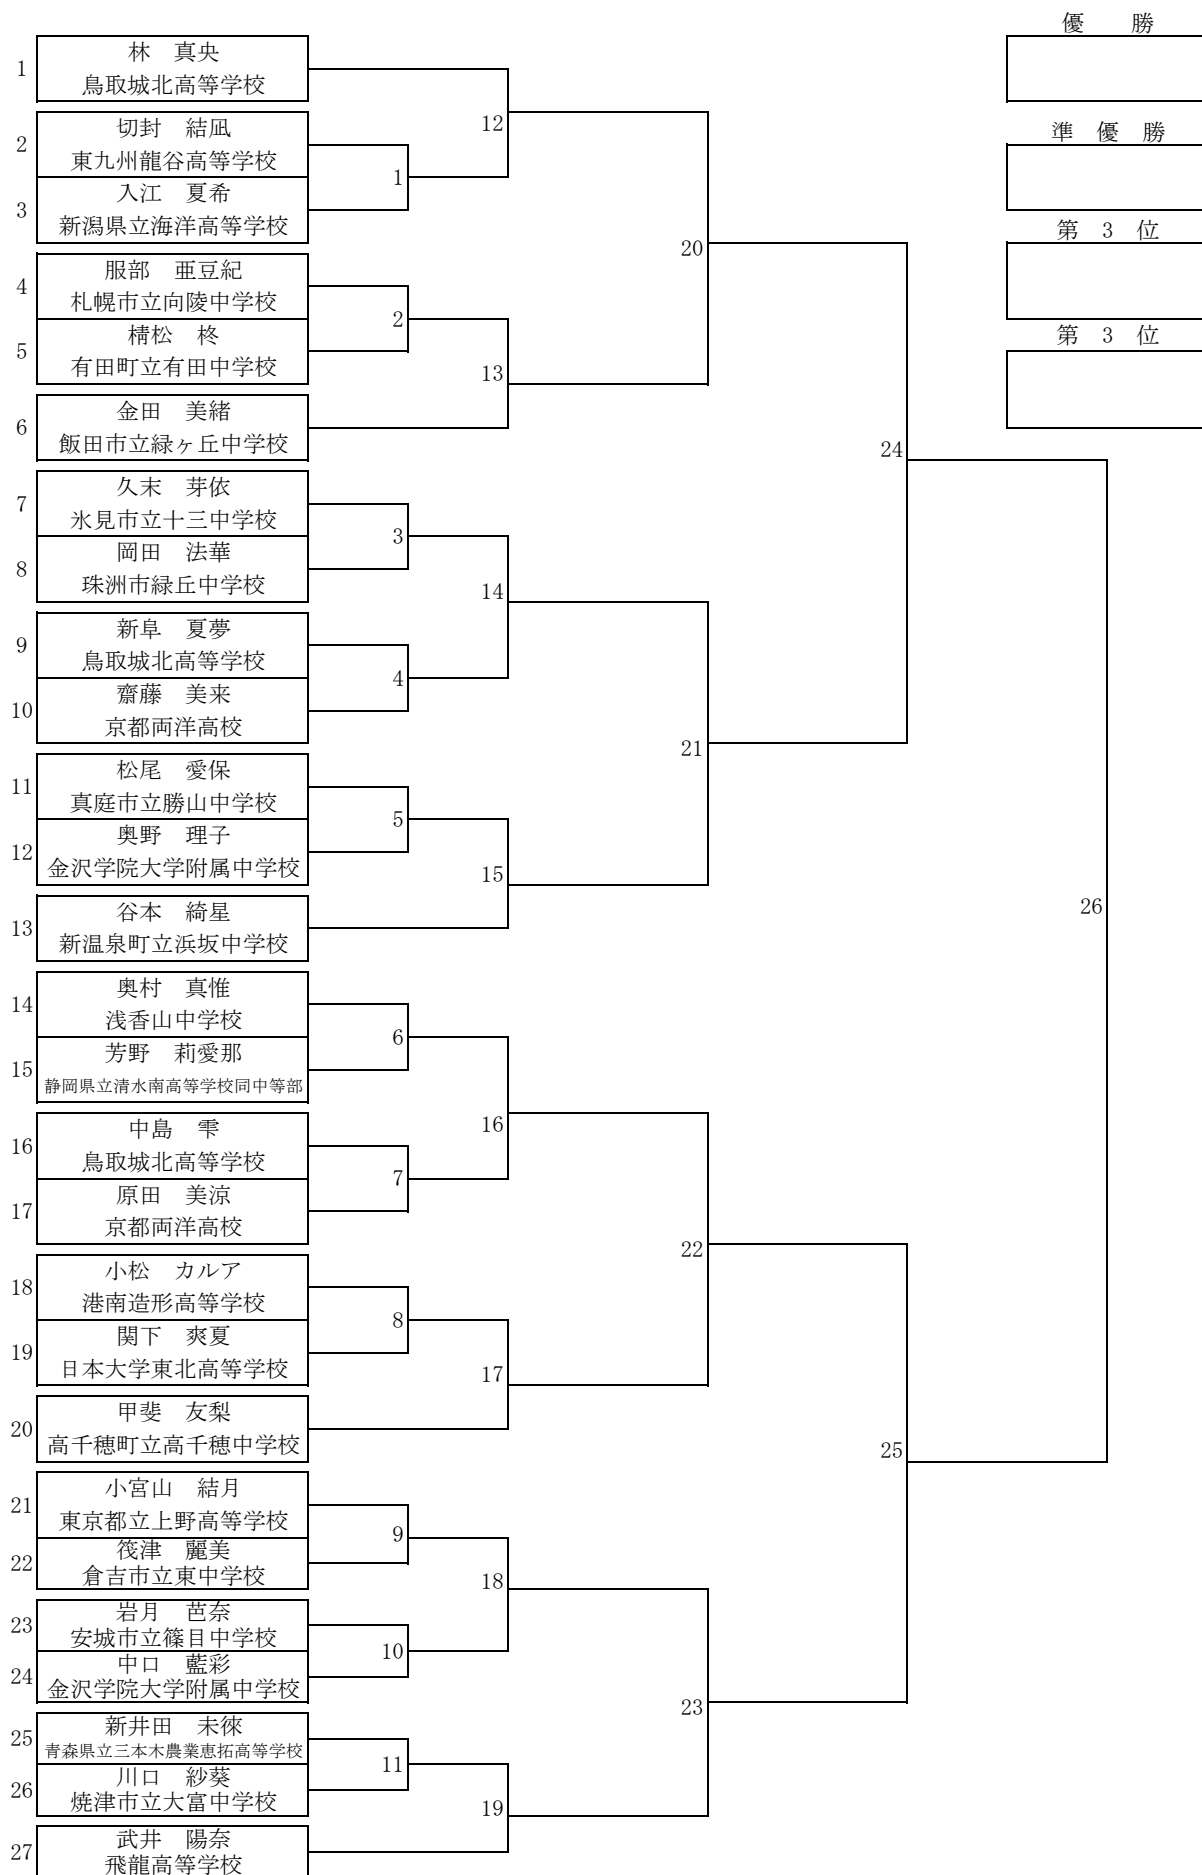 優　勝
1
林　真央
鳥取城北高等学校
12
準 優 勝
2
切封　結凪
東九州龍谷高等学校
1
3
入江　夏希
新潟県立海洋高等学校
第 3 位
20
4
服部　亜豆紀
札幌市立向陵中学校
2
第 3 位
5
棈松　柊
有田町立有田中学校
13
6
金田　美緒
飯田市立緑ヶ丘中学校
24
7
久末　芽依
氷見市立十三中学校
3
8
岡田　法華
珠洲市緑丘中学校
14
9
新阜　夏夢
鳥取城北高等学校
4
10
齋藤　美来
京都両洋高校
21
11
松尾　愛保
真庭市立勝山中学校
5
12
奥野　理子
金沢学院大学附属中学校
15
13
谷本　綺星
新温泉町立浜坂中学校
26
14
奥村　真惟
浅香山中学校
6
15
芳野　莉愛那
静岡県立清水南高等学校同中等部
16
16
中島　雫
鳥取城北高等学校
7
17
原田　美涼
京都両洋高校
22
18
小松　カルア
港南造形高等学校
8
19
関下　爽夏
日本大学東北高等学校
17
20
甲斐　友梨
高千穂町立高千穂中学校
25
21
小宮山　結月
東京都立上野高等学校
9
22
筏津　麗美
倉吉市立東中学校
18
23
岩月　芭奈
安城市立篠目中学校
10
24
中口　藍彩
金沢学院大学附属中学校
23
25
新井田　未徠
青森県立三本木農業恵拓高等学校
11
26
川口　紗葵
焼津市立大富中学校
19
27
武井　陽奈
飛龍高等学校